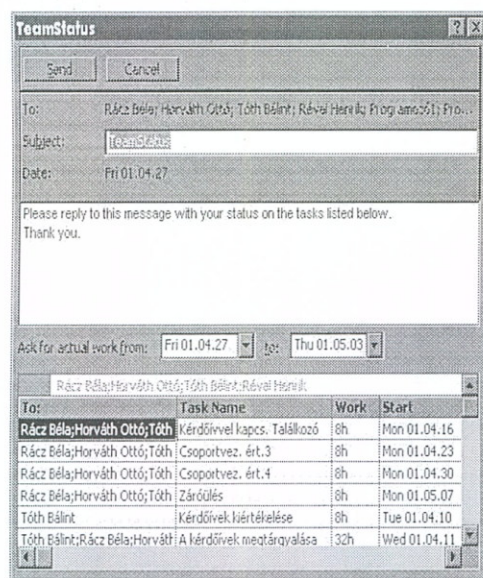 TeamStatus
Send Cancel
To: Rácz Béla; Horváth Ottó; Tóth Bálint; Révai Henrik; Programozó1; Pro...
Subject: TeamStatus
Date: Fri 01.04.27
Please reply to this message with your status on the tasks listed below.
Thank you.
Ask for actual work from: Fri 01.04.27 to: Thu 01.05.03
Rácz Béla;Horváth Ottó;Tóth Bálint;Révai Henrik
To: Task Name Work Start
Rácz Béla;Horváth Ottó;Tóth Kérdőívvel kapcs. Találkozó 8h Mon 01.04.16
Rácz Béla;Horváth Ottó;Tóth Csoportvez. ért.3 8h Mon 01.04.23
Rácz Béla;Horváth Ottó;Tóth Csoportvez. ért.4 8h Mon 01.04.30
Rácz Béla;Horváth Ottó;Tóth Záróülés 8h Mon 01.05.07
Tóth Bálint Kérdőívek kiértékelése 8h Tue 01.04.10
Tóth Bálint;Rácz Béla;Horváth A kérdőívek megtárgyalása 32h Wed 01.04.11